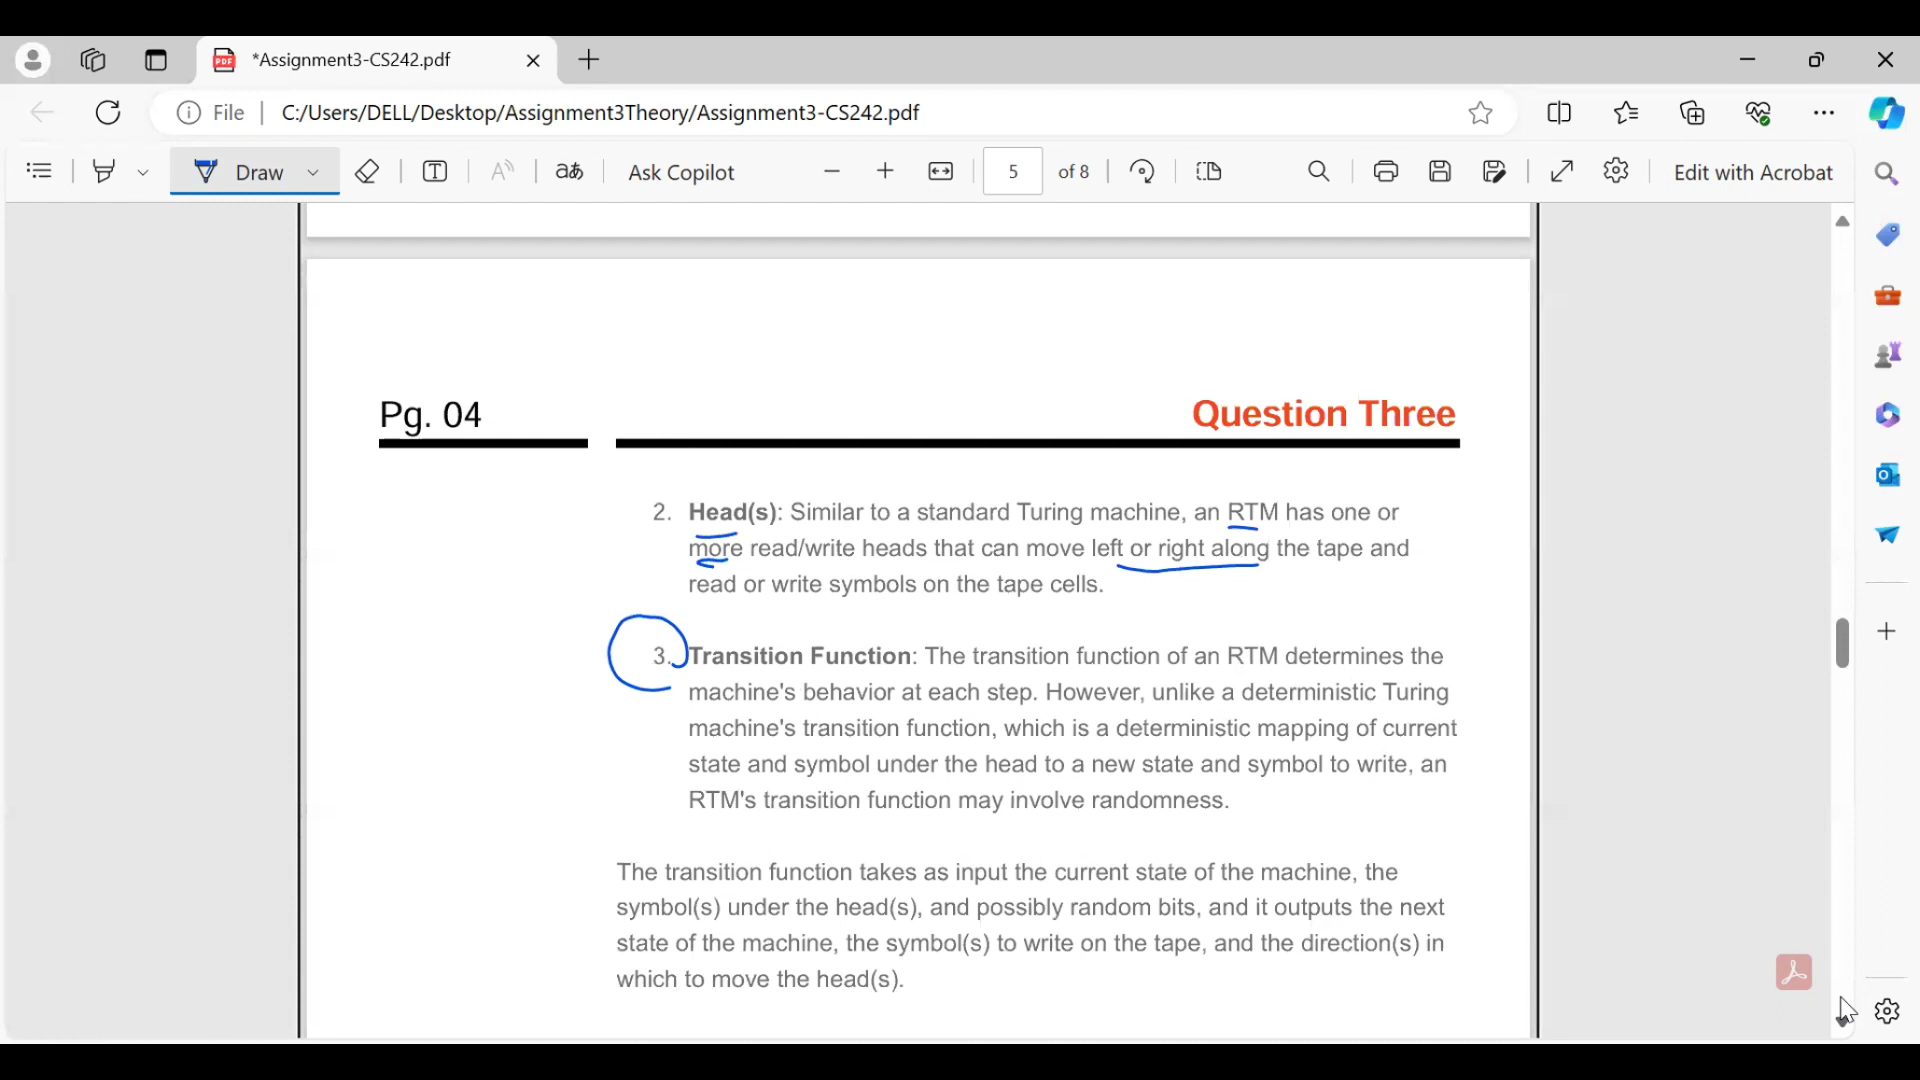 *Assignment3-CS242.pdf
File
C:/Users/DELL/Desktop/Assignment3Theory/Assignment3-CS242.pdf
Draw
aあ
Ask Copilot
5
of 8
Edit with Acrobat
Pg. 04
Question Three
2. Head(s): Similar to a standard Turing machine, an RTM has one or
more read/write heads that can move left or right along the tape and
read or write symbols on the tape cells.
3. Transition Function: The transition function of an RTM determines the
machine's behavior at each step. However, unlike a deterministic Turing
machine's transition function, which is a deterministic mapping of current
state and symbol under the head to a new state and symbol to write, an
RTM's transition function may involve randomness.
The transition function takes as input the current state of the machine, the
symbol(s) under the head(s), and possibly random bits, and it outputs the next
state of the machine, the symbol(s) to write on the tape, and the direction(s) in
which to move the head(s).